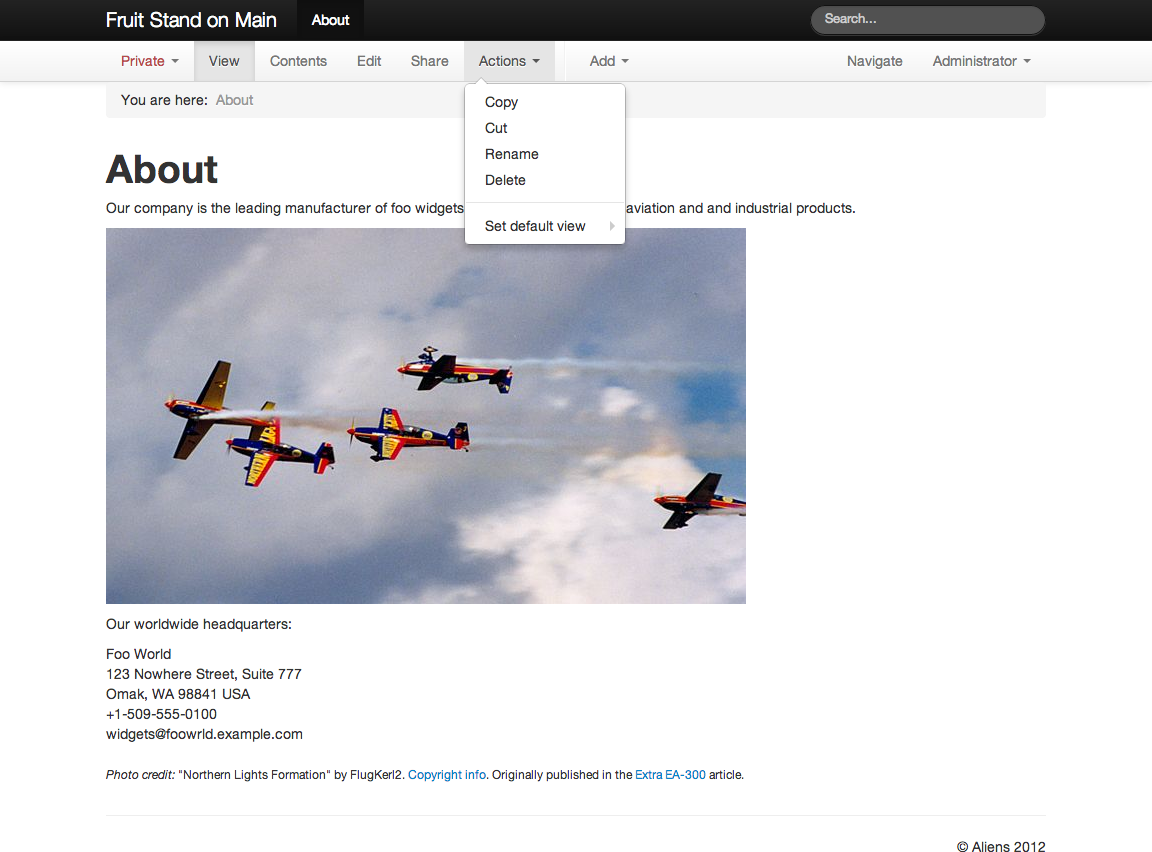 Fruit Stand on Main About Search...
Private View Contents Edit Share Actions Add Navigate Administrator
You are here: About
Copy
Cut
Rename
Delete
Set default view
About
Our company is the leading manufacturer of foo widgets aviation and and industrial products.
Our worldwide headquarters:
Foo World
123 Nowhere Street, Suite 777
Omak, WA 98841 USA
+1-509-555-0100
widgets@foowrld.example.com
Photo credit: "Northern Lights Formation" by FlugKerl2. Copyright info. Originally published in the Extra EA-300 article.
© Aliens 2012